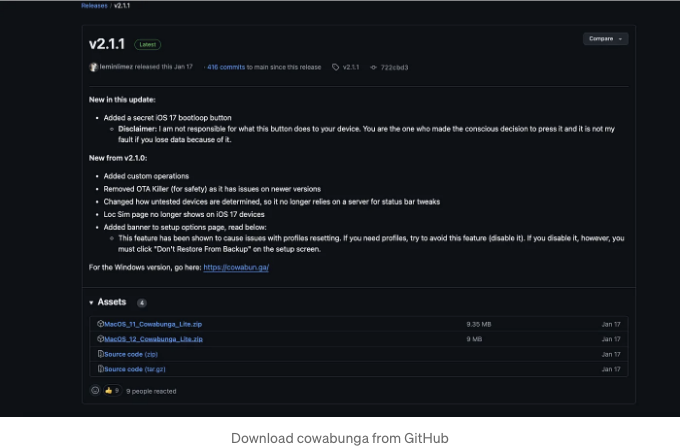 Releases / v2.1.1
v2.1.1 Latest
Compare
leminlimez released this Jan 17 · 416 commits to main since this release v2.1.1 722cbd3
New in this update:
• Added a secret iOS 17 bootloop button
Disclaimer: I am not responsible for what this button does to your device. You are the one who made the conscious decision to press it and it is not my
fault if you lose data because of it.
New from v2.1.0:
• Added custom operations
• Removed OTA Killer (for safety) as it has issues on newer versions
• Changed how untested devices are determined, so it no longer relies on a server for status bar tweaks
• Loc Sim page no longer shows on iOS 17 devices
• Added banner to setup options page, read below:
This feature has been shown to cause issues with profiles resetting. If you need profiles, try to avoid this feature (disable it). If you disable it, however, you
must click "Don't Restore From Backup" on the setup screen.
For the Windows version, go here: https://cowabun.ga/
Assets 4
MacOS_11_Cowabunga_Lite.zip 9.35 MB Jan 17
MacOS_12_Cowabunga_Lite.zip 9 MB Jan 17
Source code (zip) Jan 17
Source code (tar.gz) Jan 17
👍 9 9 people reacted
Download cowabunga from GitHub